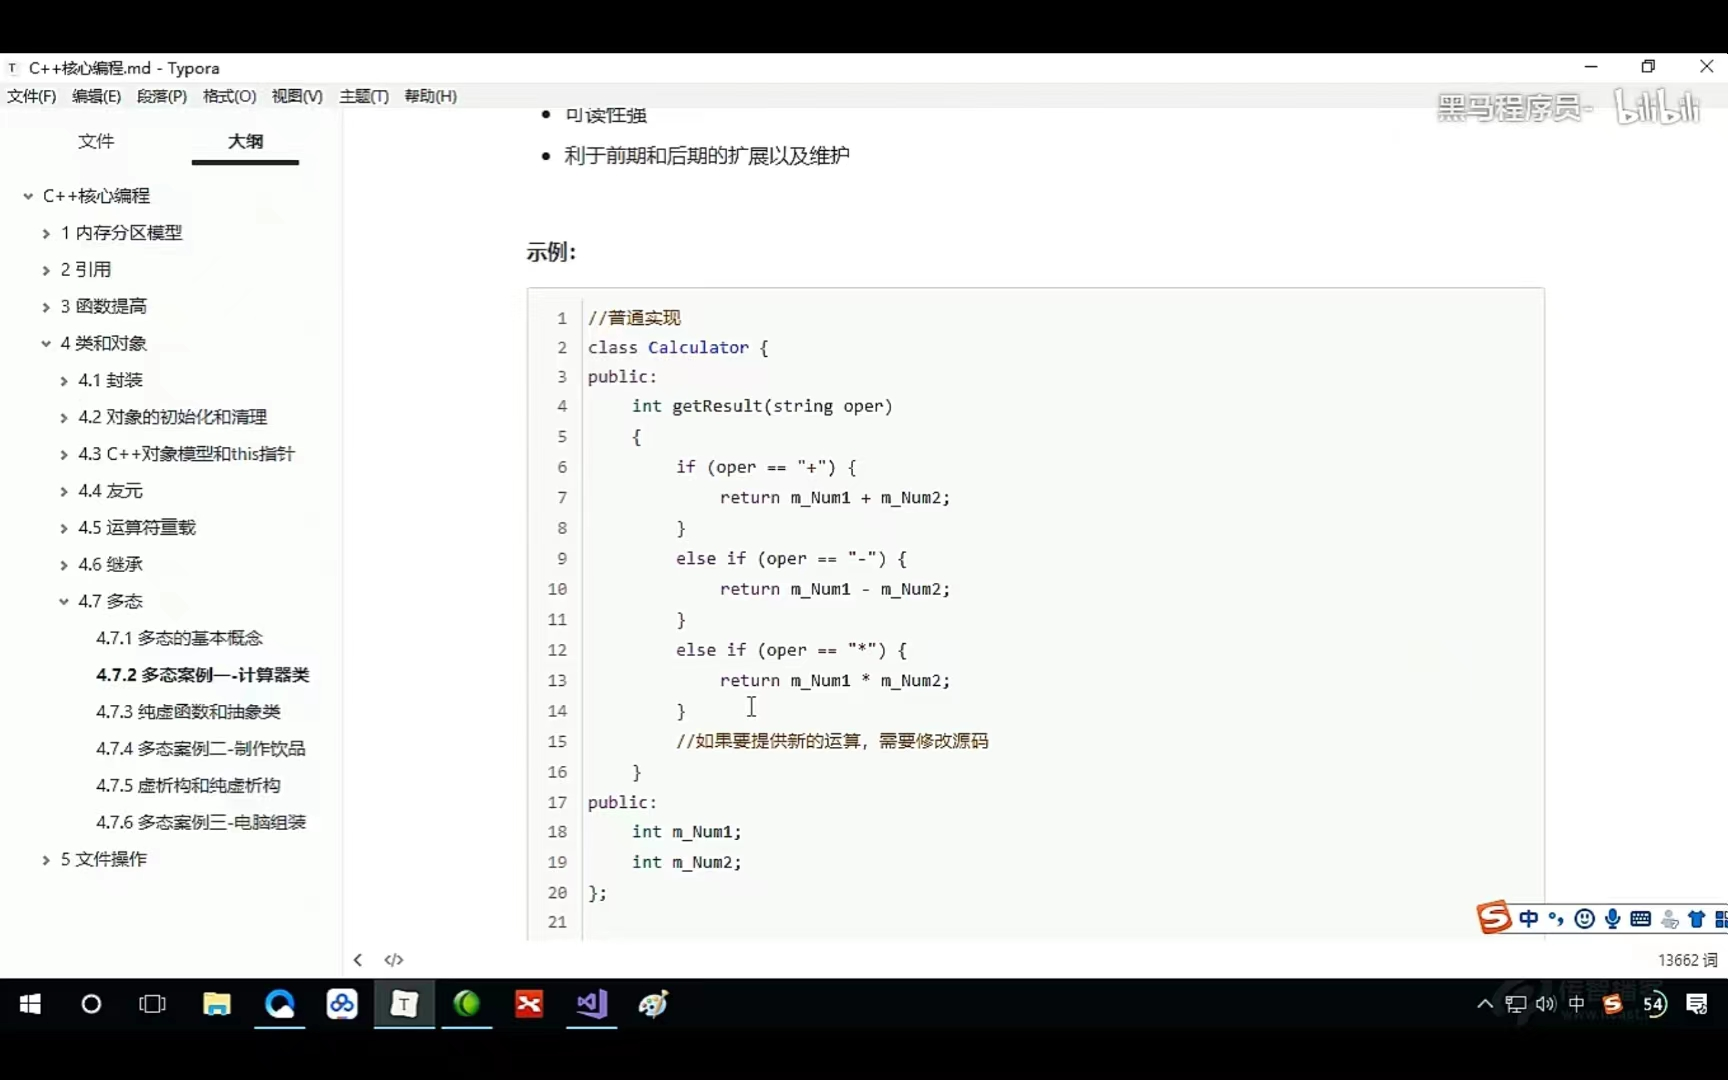 T C++核心编程.md - Typora
文件(F) 编辑(E) 段落(P) 格式(O) 视图(V) 主题(T) 帮助(H)
黑马程序员- bilibili
文件 大纲
C++核心编程
1 内存分区模型
2 引用
3 函数提高
4 类和对象
4.1 封装
4.2 对象的初始化和清理
4.3 C++对象模型和this指针
4.4 友元
4.5 运算符重载
4.6 继承
4.7 多态
4.7.1 多态的基本概念
4.7.2 多态案例一-计算器类
4.7.3 纯虚函数和抽象类
4.7.4 多态案例二-制作饮品
4.7.5 虚析构和纯虚析构
4.7.6 多态案例三-电脑组装
5 文件操作
可读性强
利于前期和后期的扩展以及维护
示例：
1 //普通实现
2 class Calculator {
3 public:
4 int getResult(string oper)
5 {
6 if (oper == "+") {
7 return m_Num1 + m_Num2;
8 }
9 else if (oper == "-") {
10 return m_Num1 - m_Num2;
11 }
12 else if (oper == "*") {
13 return m_Num1 * m_Num2;
14 }
15 //如果要提供新的运算，需要修改源码
16 }
17 public:
18 int m_Num1;
19 int m_Num2;
20 };
21
S 中
</>
13662 词
T
中 S 54
传智播客